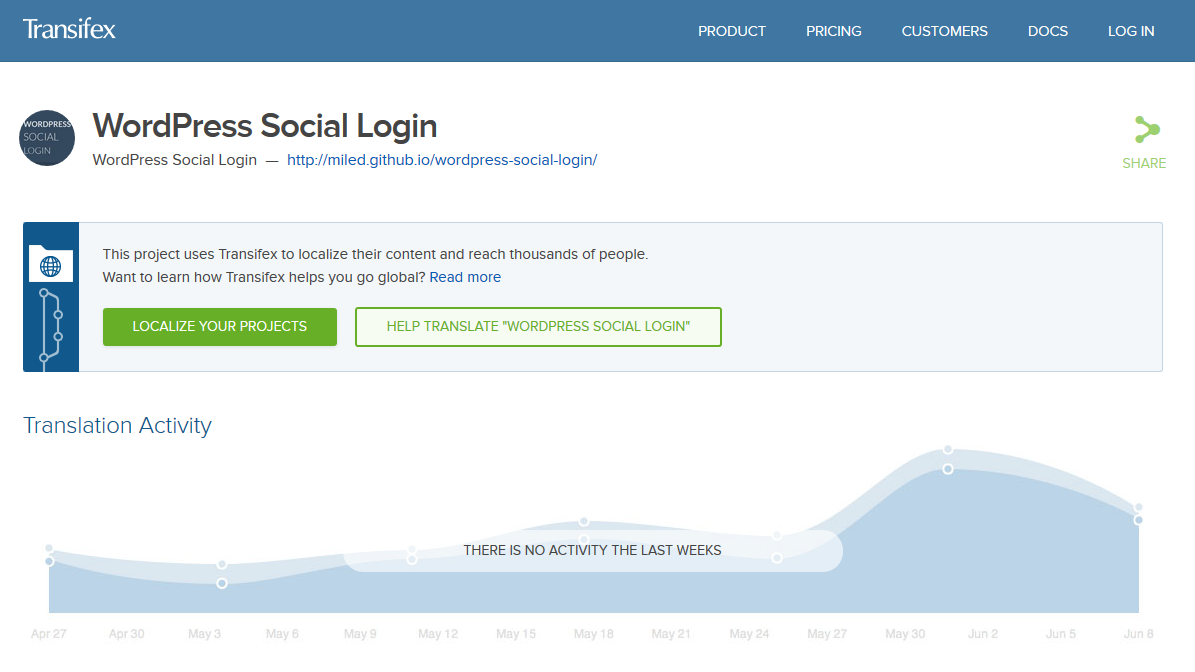 Transifex
PRODUCT PRICING CUSTOMERS DOCS LOG IN
WORDPRESS
SOCIAL
LOGIN
WordPress Social Login
WordPress Social Login — http://miled.github.io/wordpress-social-login/
SHARE
This project uses Transifex to localize their content and reach thousands of people.
Want to learn how Transifex helps you go global? Read more
LOCALIZE YOUR PROJECTS
HELP TRANSLATE "WORDPRESS SOCIAL LOGIN"
Translation Activity
THERE IS NO ACTIVITY THE LAST WEEKS
Apr 27 Apr 30 May 3 May 6 May 9 May 12 May 15 May 18 May 21 May 24 May 27 May 30 Jun 2 Jun 5 Jun 8